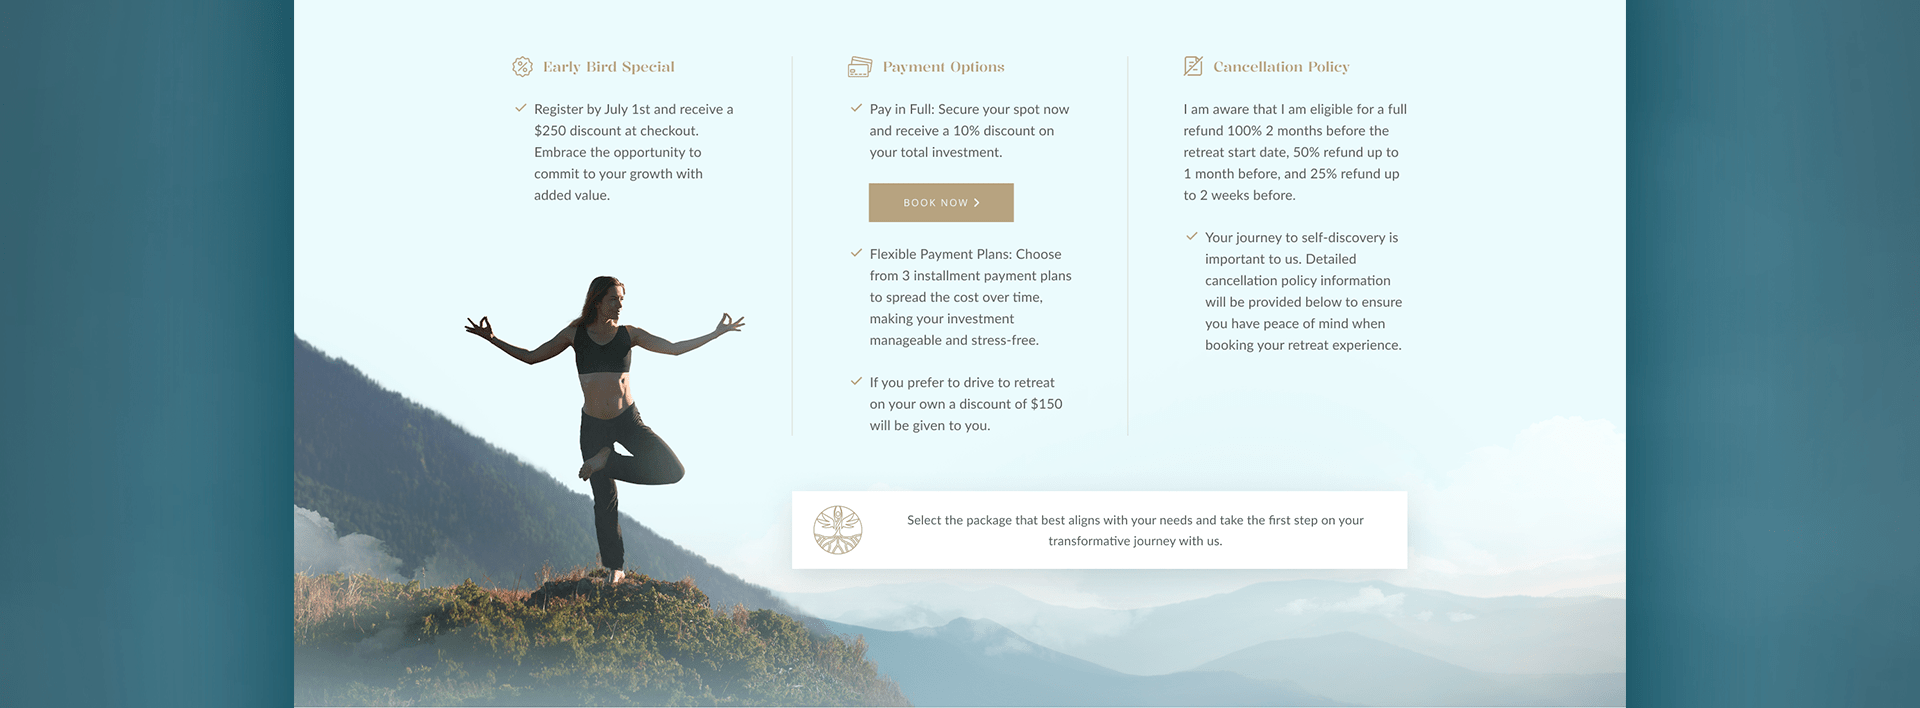 Early Bird Special
Register by July 1st and receive a
$250 discount at checkout.
Embrace the opportunity to
commit to your growth with
added value.
Payment Options
Pay in Full: Secure your spot now
and receive a 10% discount on
your total investment.
BOOK NOW
Flexible Payment Plans: Choose
from 3 installment payment plans
to spread the cost over time,
making your investment
manageable and stress-free.
If you prefer to drive to retreat
on your own a discount of $150
will be given to you.
Cancellation Policy
I am aware that I am eligible for a full
refund 100% 2 months before the
retreat start date, 50% refund up to
1 month before, and 25% refund up
to 2 weeks before.
Your journey to self-discovery is
important to us. Detailed
cancellation policy information
will be provided below to ensure
you have peace of mind when
booking your retreat experience.
Select the package that best aligns with your needs and take the first step on your
transformative journey with us.